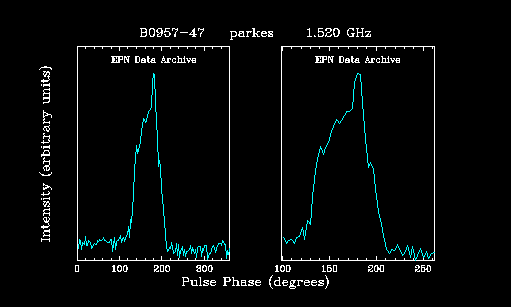 B0957-47 parkes 1.520 GHz
EPN Data Archive EPN Data Archive
Intensity (arbitrary units)
0 100 200 300 100 150 200 250
Pulse Phase (degrees)